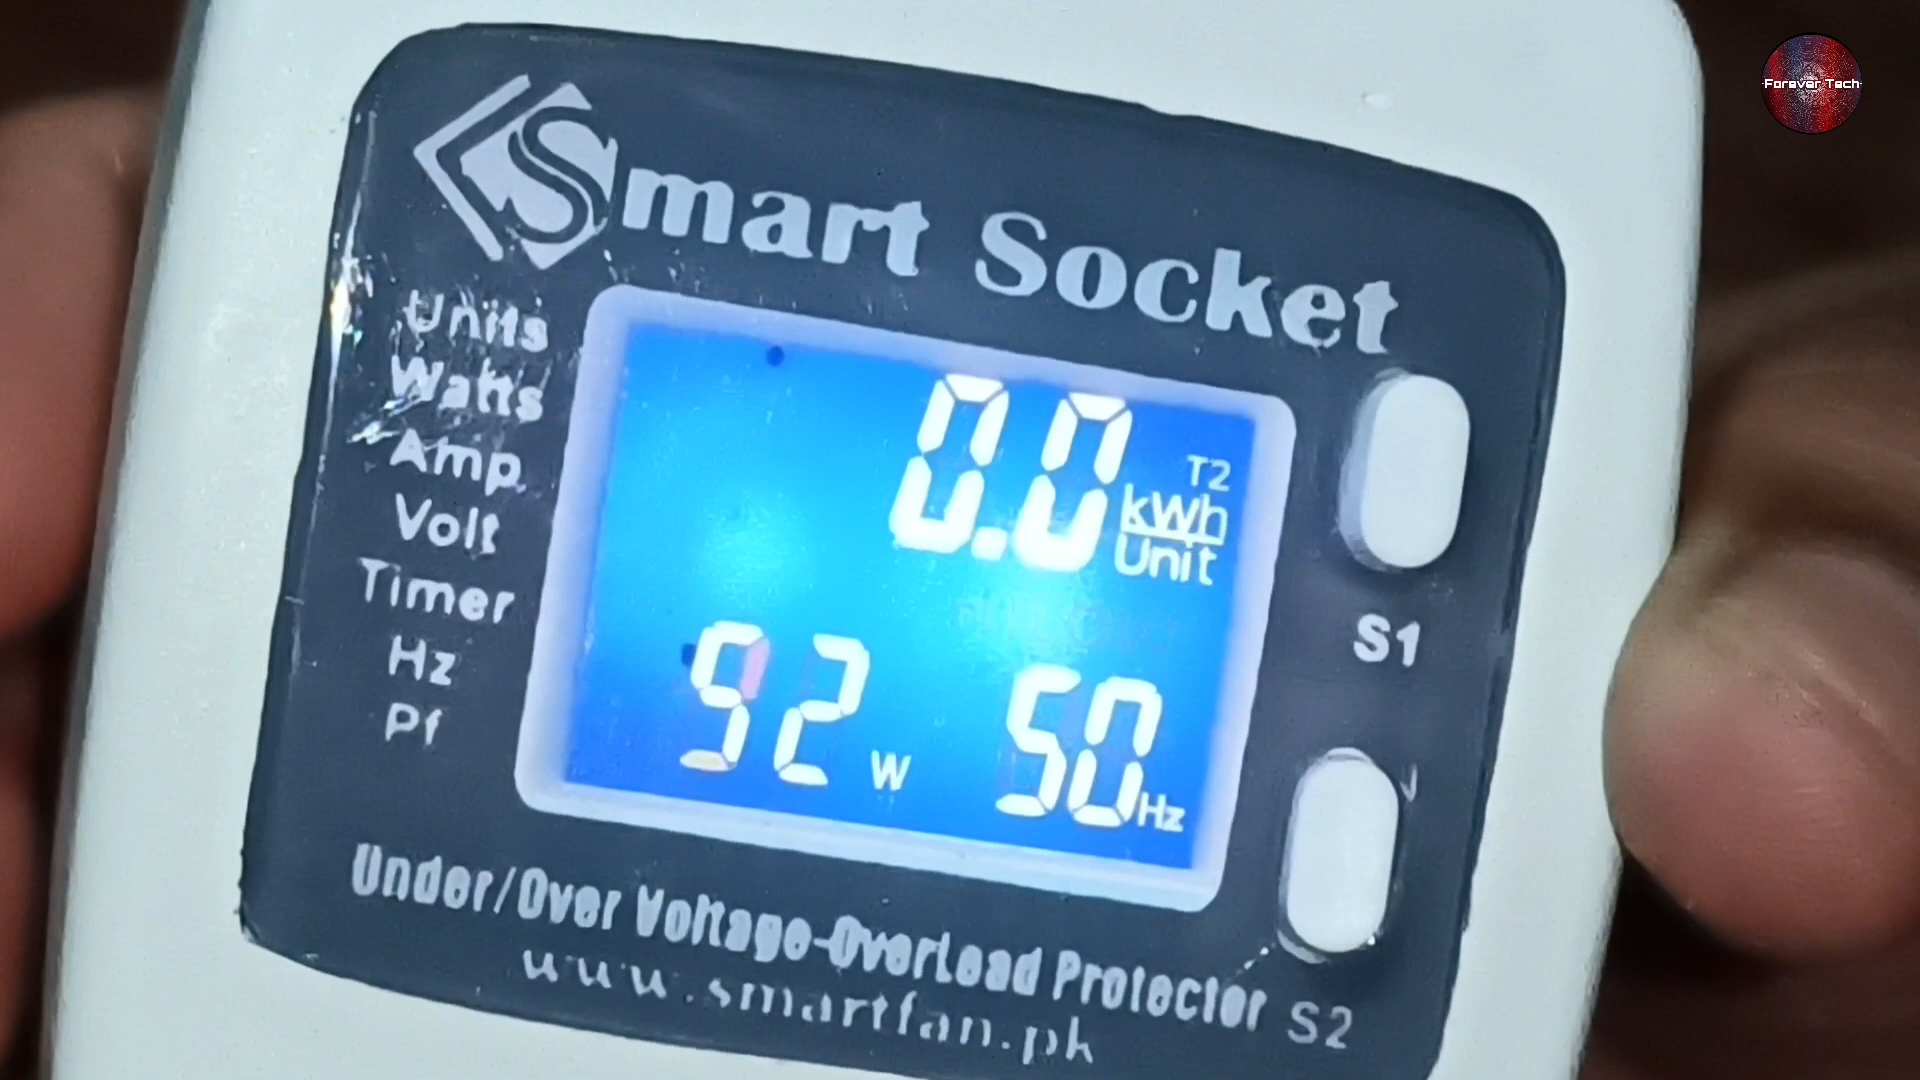 Forever Tech
Smart Socket
Units
Watts
Amp.
Volt
Timer
Hz
Pf
0.0
T2
kWh
Unit
W
50 Hz
S1
S2
Under/Over Voltage-OverLoad Protector
www.smartfan.pk